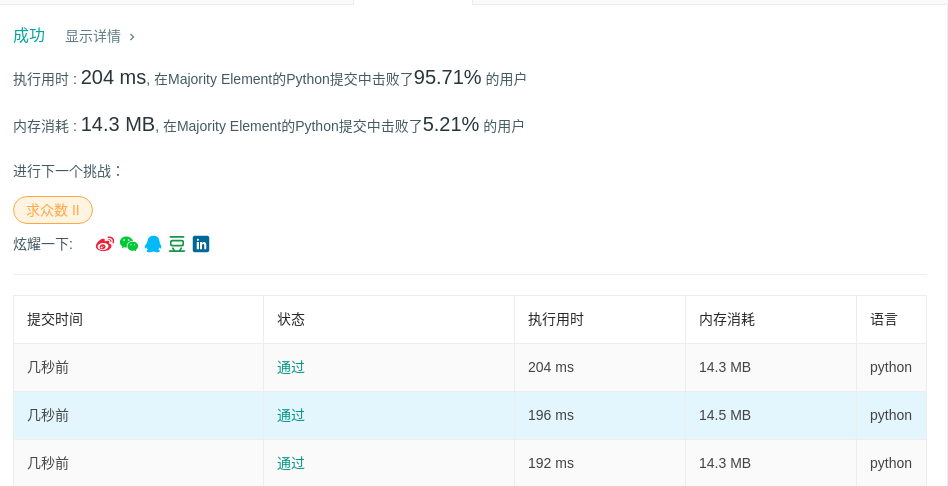 成功 显示详情 ›
执行用时 : 204 ms, 在Majority Element的Python提交中击败了95.71% 的用户
内存消耗 : 14.3 MB, 在Majority Element的Python提交中击败了5.21% 的用户
进行下一个挑战：
求众数 II
炫耀一下: 豆 in
提交时间 状态 执行用时 内存消耗 语言
几秒前 通过 204 ms 14.3 MB python
几秒前 通过 196 ms 14.5 MB python
几秒前 通过 192 ms 14.3 MB python